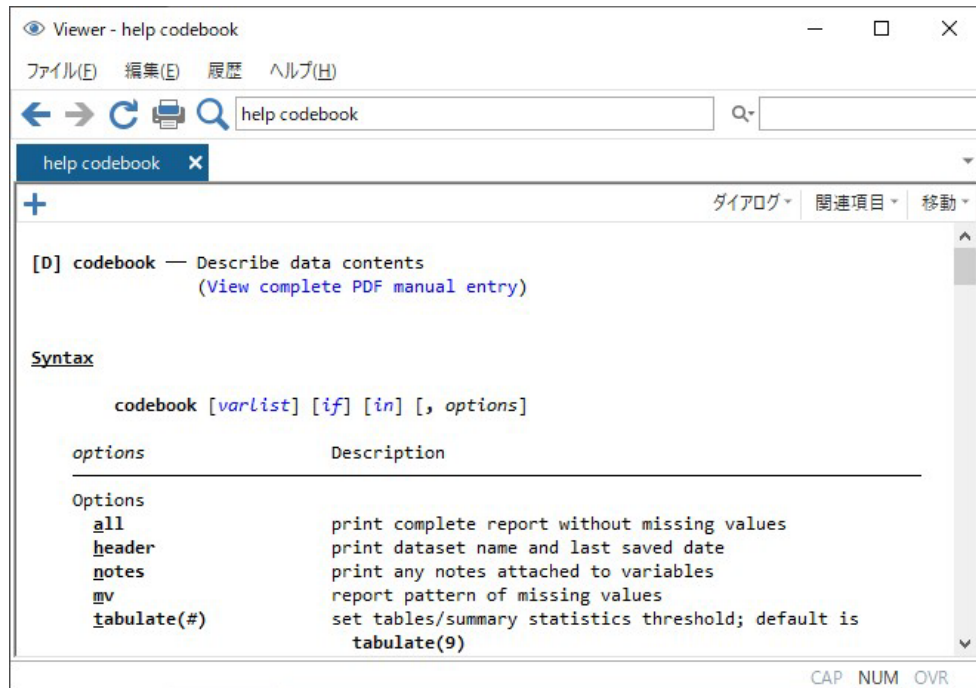 Viewer - help codebook
ファイル(F) 編集(E) 履歴 ヘルプ(H)
help codebook
help codebook
ダイアログ 関連項目 移動
[D] codebook — Describe data contents
(View complete PDF manual entry)
Syntax
codebook [varlist] [if] [in] [, options]
options Description
Options
all print complete report without missing values
header print dataset name and last saved date
notes print any notes attached to variables
mv report pattern of missing values
tabulate(#) set tables/summary statistics threshold; default is
tabulate(9)
CAP NUM OVR